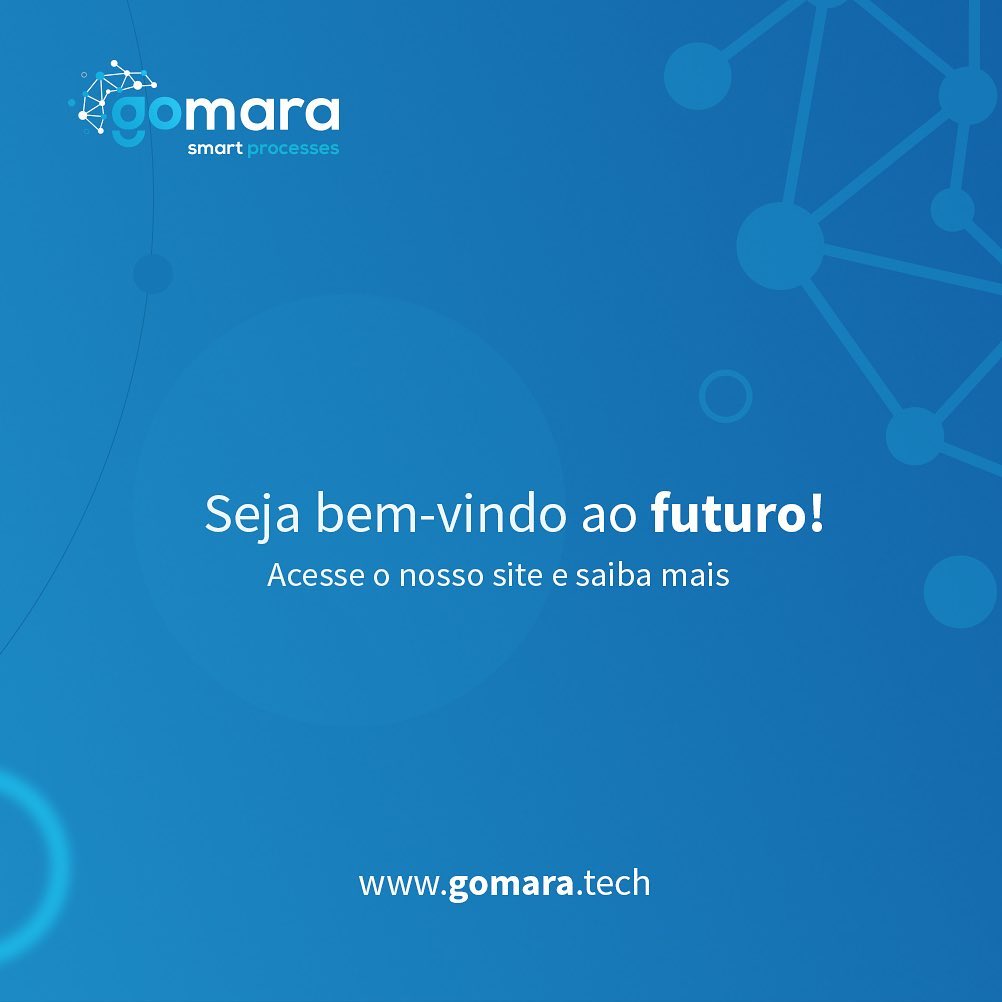 gomara
smart processes
Seja bem-vindo ao futuro!
Acesse o nosso site e saiba mais
www.gomara.tech